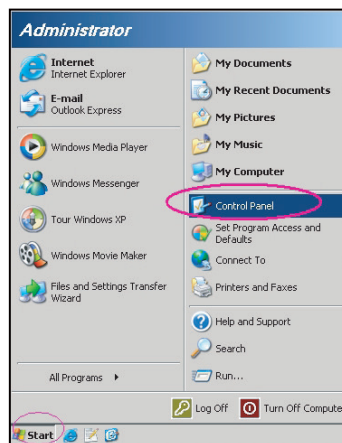 Administrator
Internet
Internet Explorer
E-mail
Outlook Express
Windows Media Player
Windows Messenger
Tour Windows XP
Windows Movie Maker
Files and Settings Transfer
Wizard
All Programs
My Documents
My Recent Documents
My Pictures
My Music
My Computer
Control Panel
Set Program Access and
Defaults
Connect To
Printers and Faxes
Help and Support
Search
Run...
Log Off
Turn Off Compute
Start